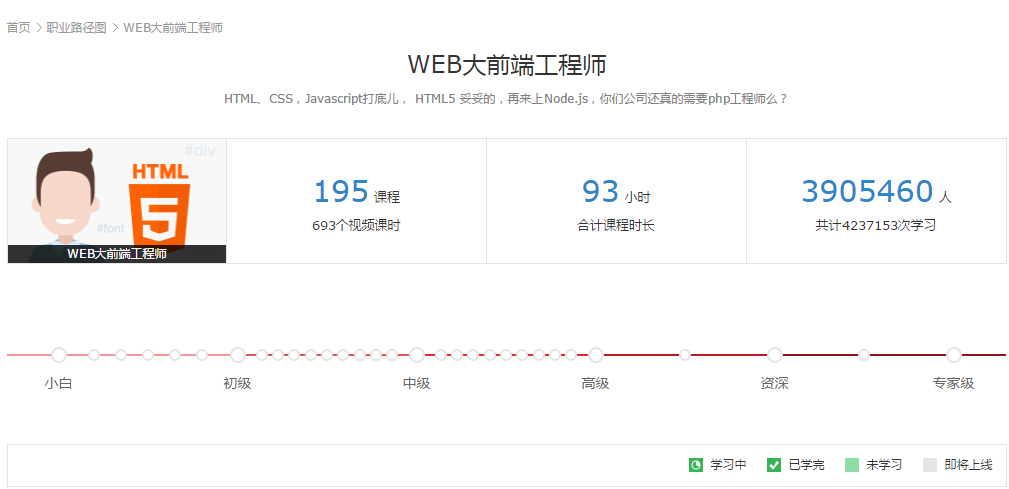 首页 > 职业路径图 > WEB大前端工程师
WEB大前端工程师
HTML、CSS，Javascript打底儿， HTML5 妥妥的，再来上Node.js，你们公司还真的需要php工程师么？
#div
HTML
5
#font
WEB大前端工程师
195 课程
693个视频课时
93 小时
合计课程时长
3905460 人
共计4237153次学习
小白 初级 中级 高级 资深 专家级
学习中 已学完 未学习 即将上线